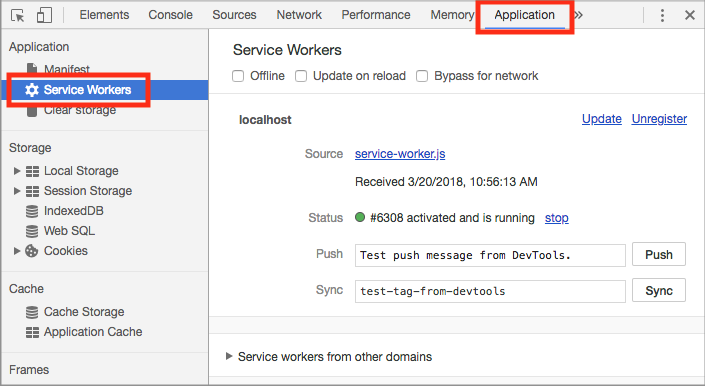 Elements Console Sources Network Performance Memory Application »
Application
Manifest
Service Workers
Clear storage
Storage
Local Storage
Session Storage
IndexedDB
Web SQL
Cookies
Cache
Cache Storage
Application Cache
Frames
Service Workers
Offline Update on reload Bypass for network
localhost Update Unregister
Source service-worker.js
Received 3/20/2018, 10:56:13 AM
Status #6308 activated and is running stop
Push Test push message from DevTools. Push
Sync test-tag-from-devtools Sync
Service workers from other domains